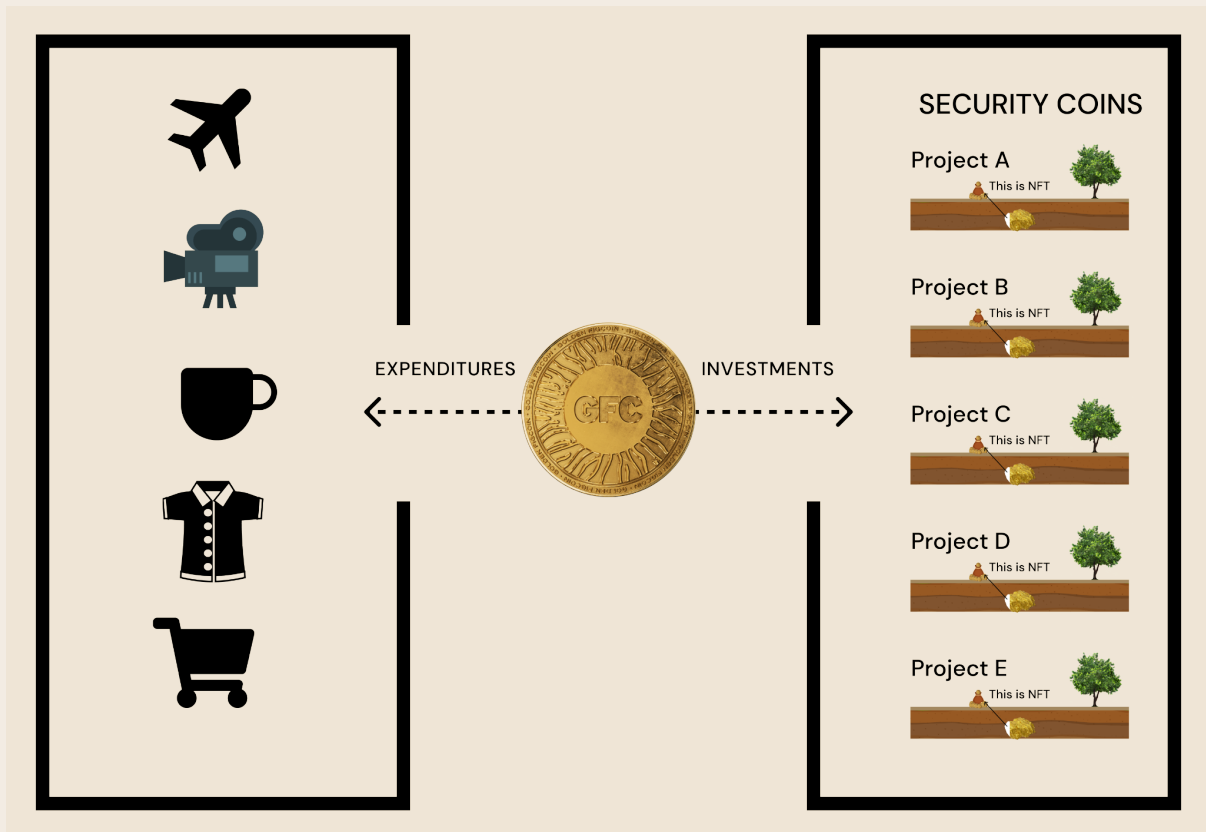 EXPENDITURES
GFC
INVESTMENTS
SECURITY COINS
Project A
This is NFT
Project B
This is NFT
Project C
This is NFT
Project D
This is NFT
Project E
This is NFT